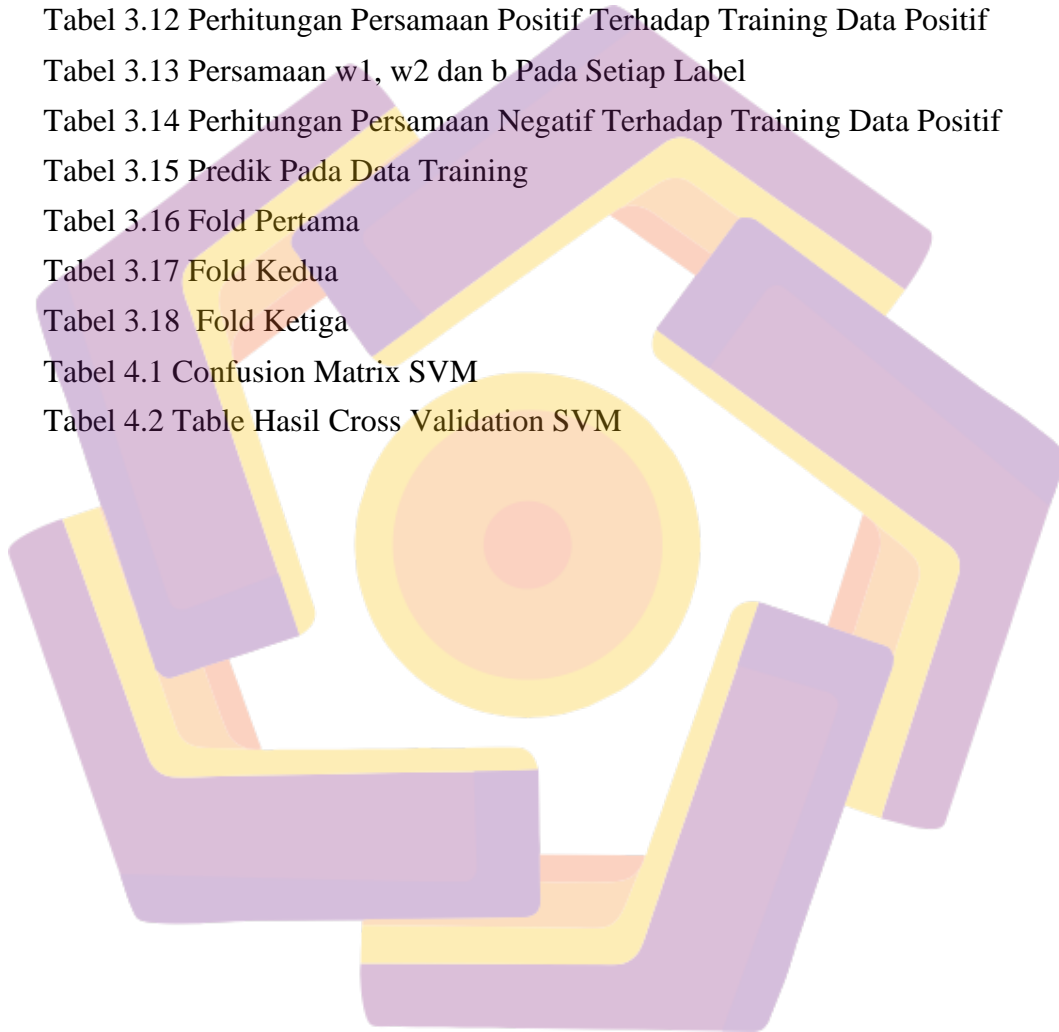 Tabel 3.12 Perhitungan Persamaan Positif Terhadap Training Data Positif
Tabel 3.13 Persamaan w1, w2 dan b Pada Setiap Label
Tabel 3.14 Perhitungan Persamaan Negatif Terhadap Training Data Positif
Tabel 3.15 Predik Pada Data Training
Tabel 3.16 Fold Pertama
Tabel 3.17 Fold Kedua
Tabel 3.18  Fold Ketiga
Tabel 4.1 Confusion Matrix SVM
Tabel 4.2 Table Hasil Cross Validation SVM